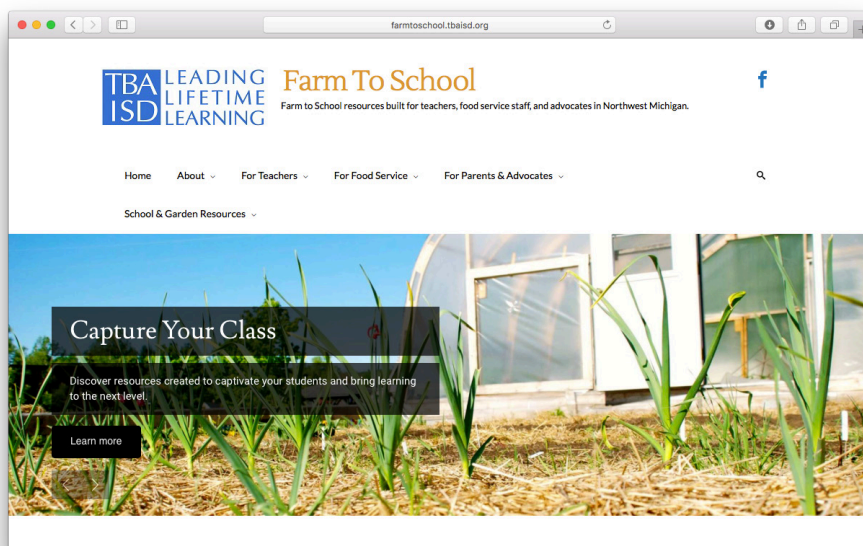 farmtoschool.tbaisd.org
TBA ISD LEADING LIFETIME LEARNING
Farm To School
Farm to School resources built for teachers, food service staff, and advocates in Northwest Michigan.
f
Home About For Teachers For Food Service For Parents & Advocates
School & Garden Resources
Capture Your Class
Discover resources created to captivate your students and bring learning
to the next level.
Learn more